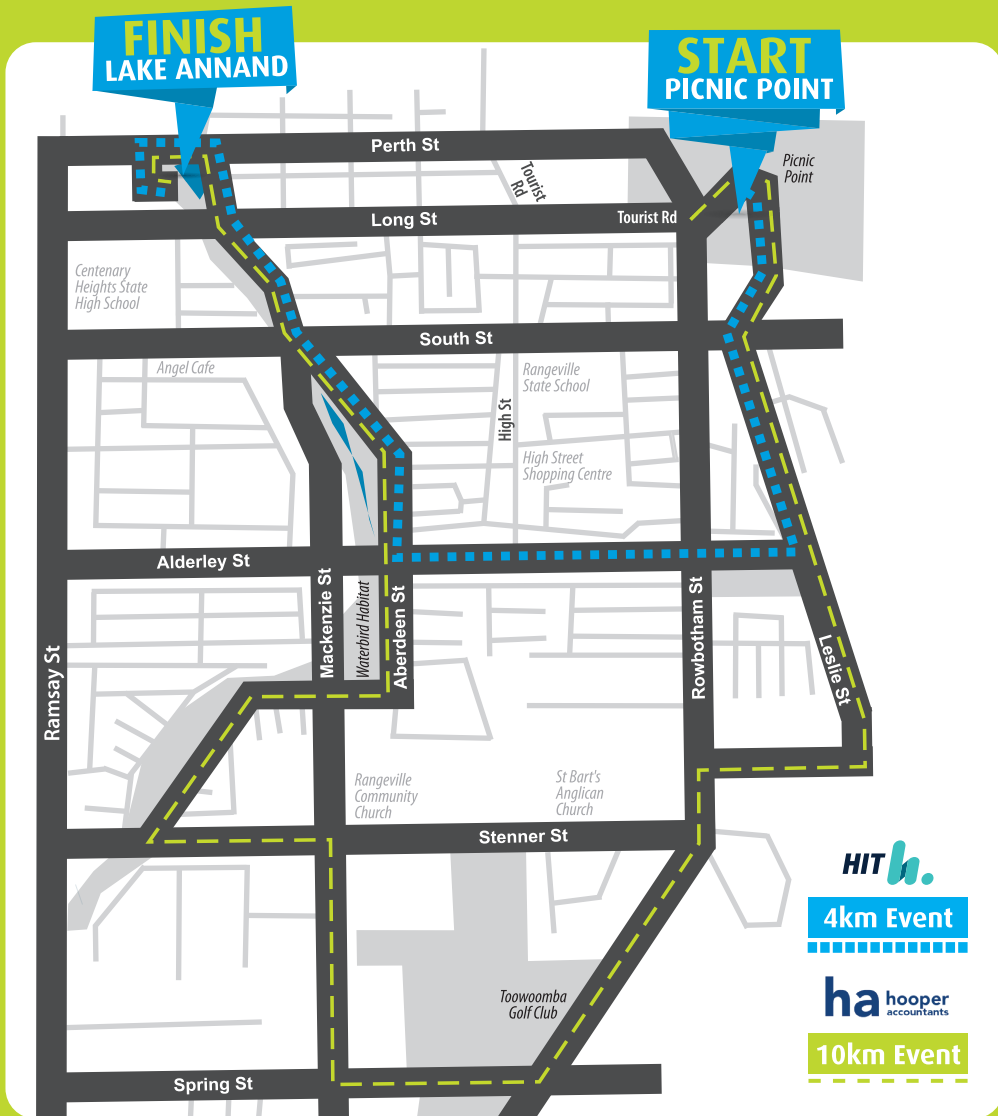 FINISH
LAKE ANNAND
START
PICNIC POINT
Perth St
Picnic
Point
Tourist
Rd
Long St
Tourist Rd
Centenary
Heights State
High School
South St
Angel Cafe
Rangeville
State School
High St
High Street
Shopping Centre
Alderley St
Mackenzie St
Waterbird Habitat
Aberdeen St
Rowbotham St
Leslie St
Ramsay St
Rangeville
Community
Church
St Bart's
Anglican
Church
Stenner St
HIT h.
4km Event
Toowoomba
Golf Club
ha hooper
accountants
10km Event
Spring St